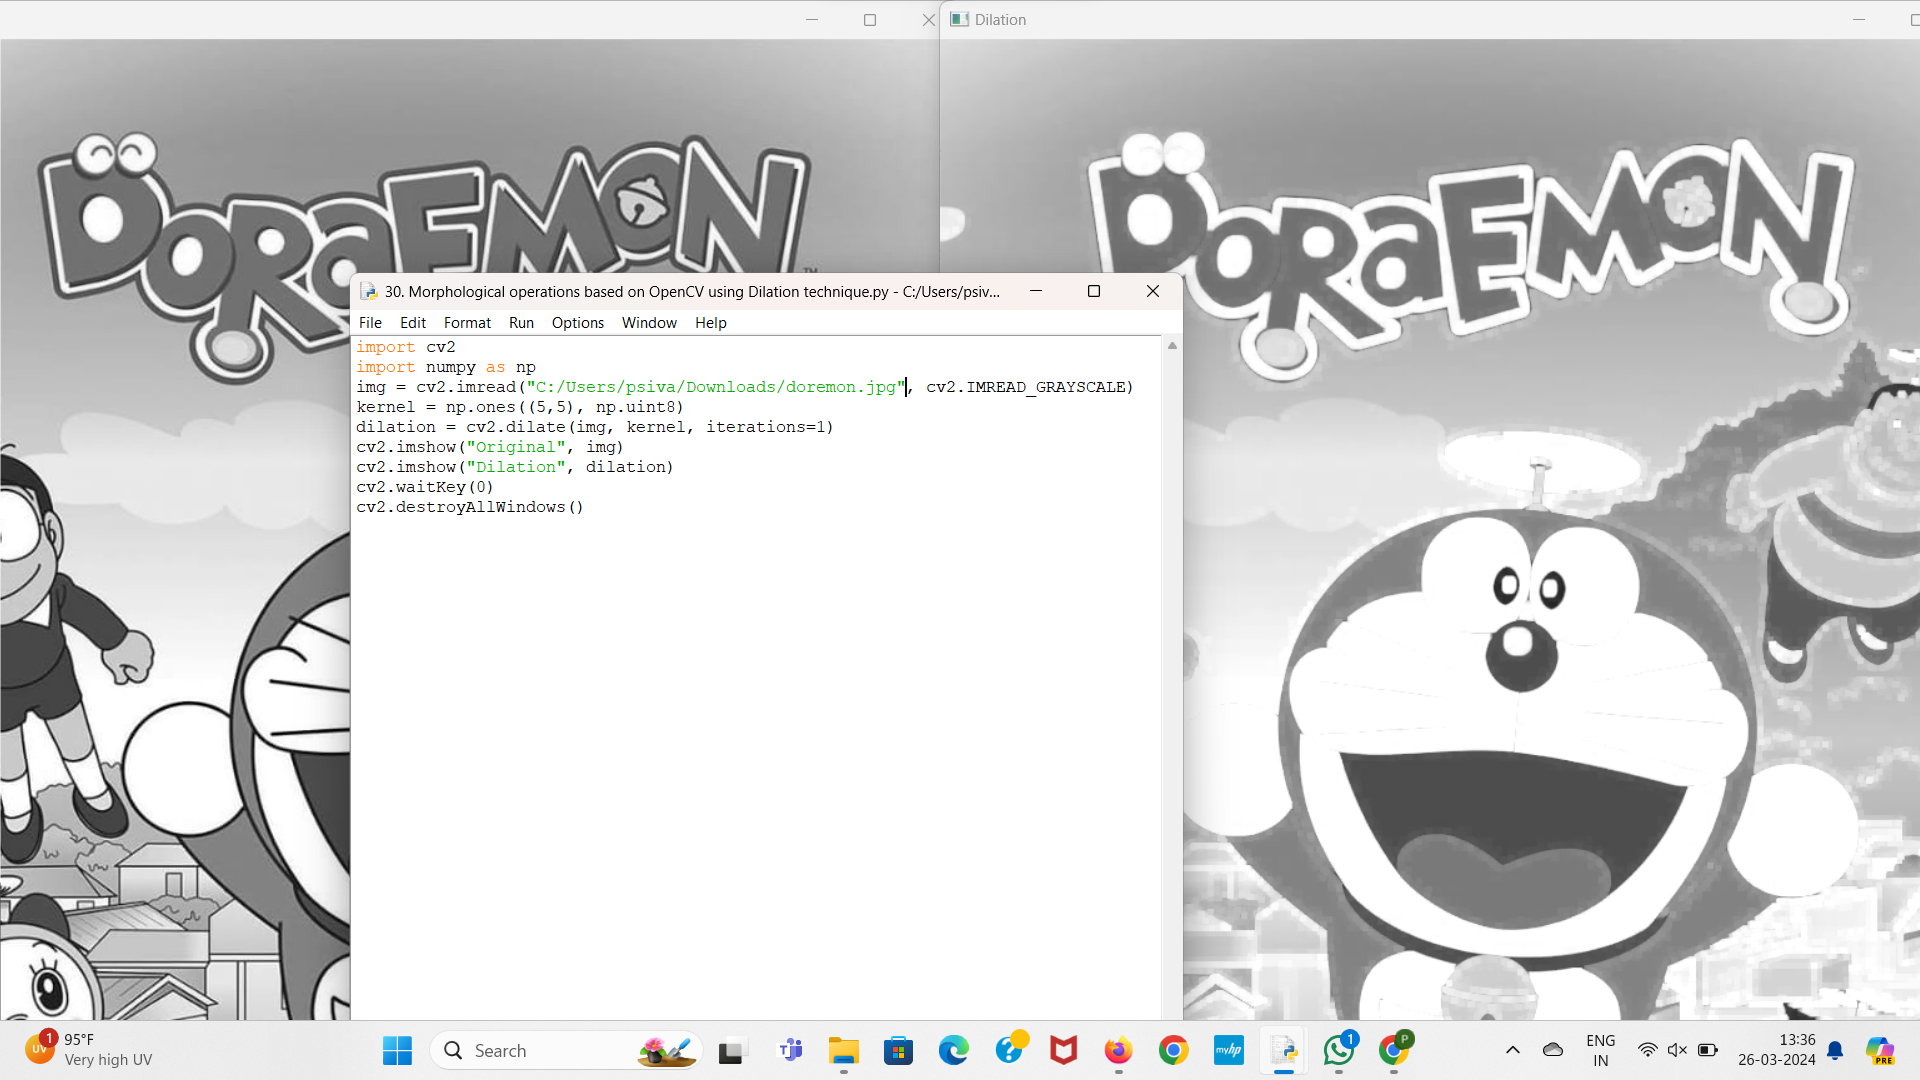 Dilation
DORAEMON
TM
DORAEMON
30. Morphological operations based on OpenCV using Dilation technique.py - C:/Users/psiv...
File Edit Format Run Options Window Help
import cv2
import numpy as np
img = cv2.imread("C:/Users/psiva/Downloads/doremon.jpg", cv2.IMREAD_GRAYSCALE)
kernel = np.ones((5,5), np.uint8)
dilation = cv2.dilate(img, kernel, iterations=1)
cv2.imshow("Original", img)
cv2.imshow("Dilation", dilation)
cv2.waitKey(0)
cv2.destroyAllWindows()
UV 1 95°F
Very high UV
Search
myhp
1
P
ENG
IN
13:36
26-03-2024
PRE